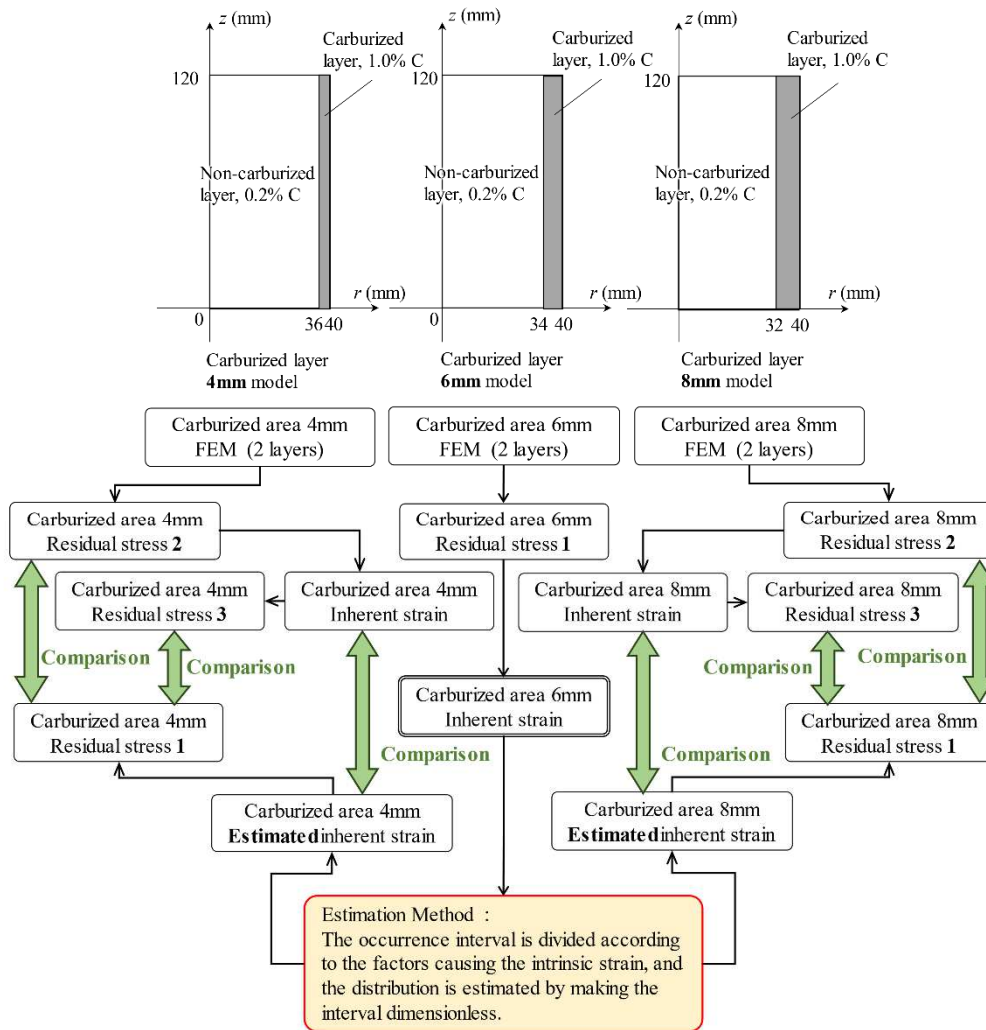 z (mm)
Carburized
layer, 1.0% C
120
Non-carburized
layer, 0.2% C
r (mm)
0
36 40
Carburized layer
4mm model
z (mm)
Carburized
layer, 1.0% C
120
Non-carburized
layer, 0.2% C
r (mm)
0
34 40
Carburized layer
6mm model
z (mm)
Carburized
layer, 1.0% C
120
Non-carburized
layer, 0.2% C
r (mm)
0
32 40
Carburized layer
8mm model
Carburized area 4mm
FEM (2 layers)
Carburized area 6mm
FEM (2 layers)
Carburized area 8mm
FEM (2 layers)
Carburized area 4mm
Residual stress 2
Carburized area 6mm
Residual stress 1
Carburized area 8mm
Residual stress 2
Carburized area 4mm
Residual stress 3
Carburized area 4mm
Inherent strain
Carburized area 8mm
Inherent strain
Carburized area 8mm
Residual stress 3
Comparison
Comparison
Comparison
Comparison
Carburized area 6mm
Inherent strain
Carburized area 4mm
Residual stress 1
Carburized area 8mm
Residual stress 1
Comparison
Comparison
Carburized area 4mm
Estimated inherent strain
Carburized area 8mm
Estimated inherent strain
Estimation Method :
The occurrence interval is divided according
to the factors causing the intrinsic strain, and
the distribution is estimated by making the
interval dimensionless.